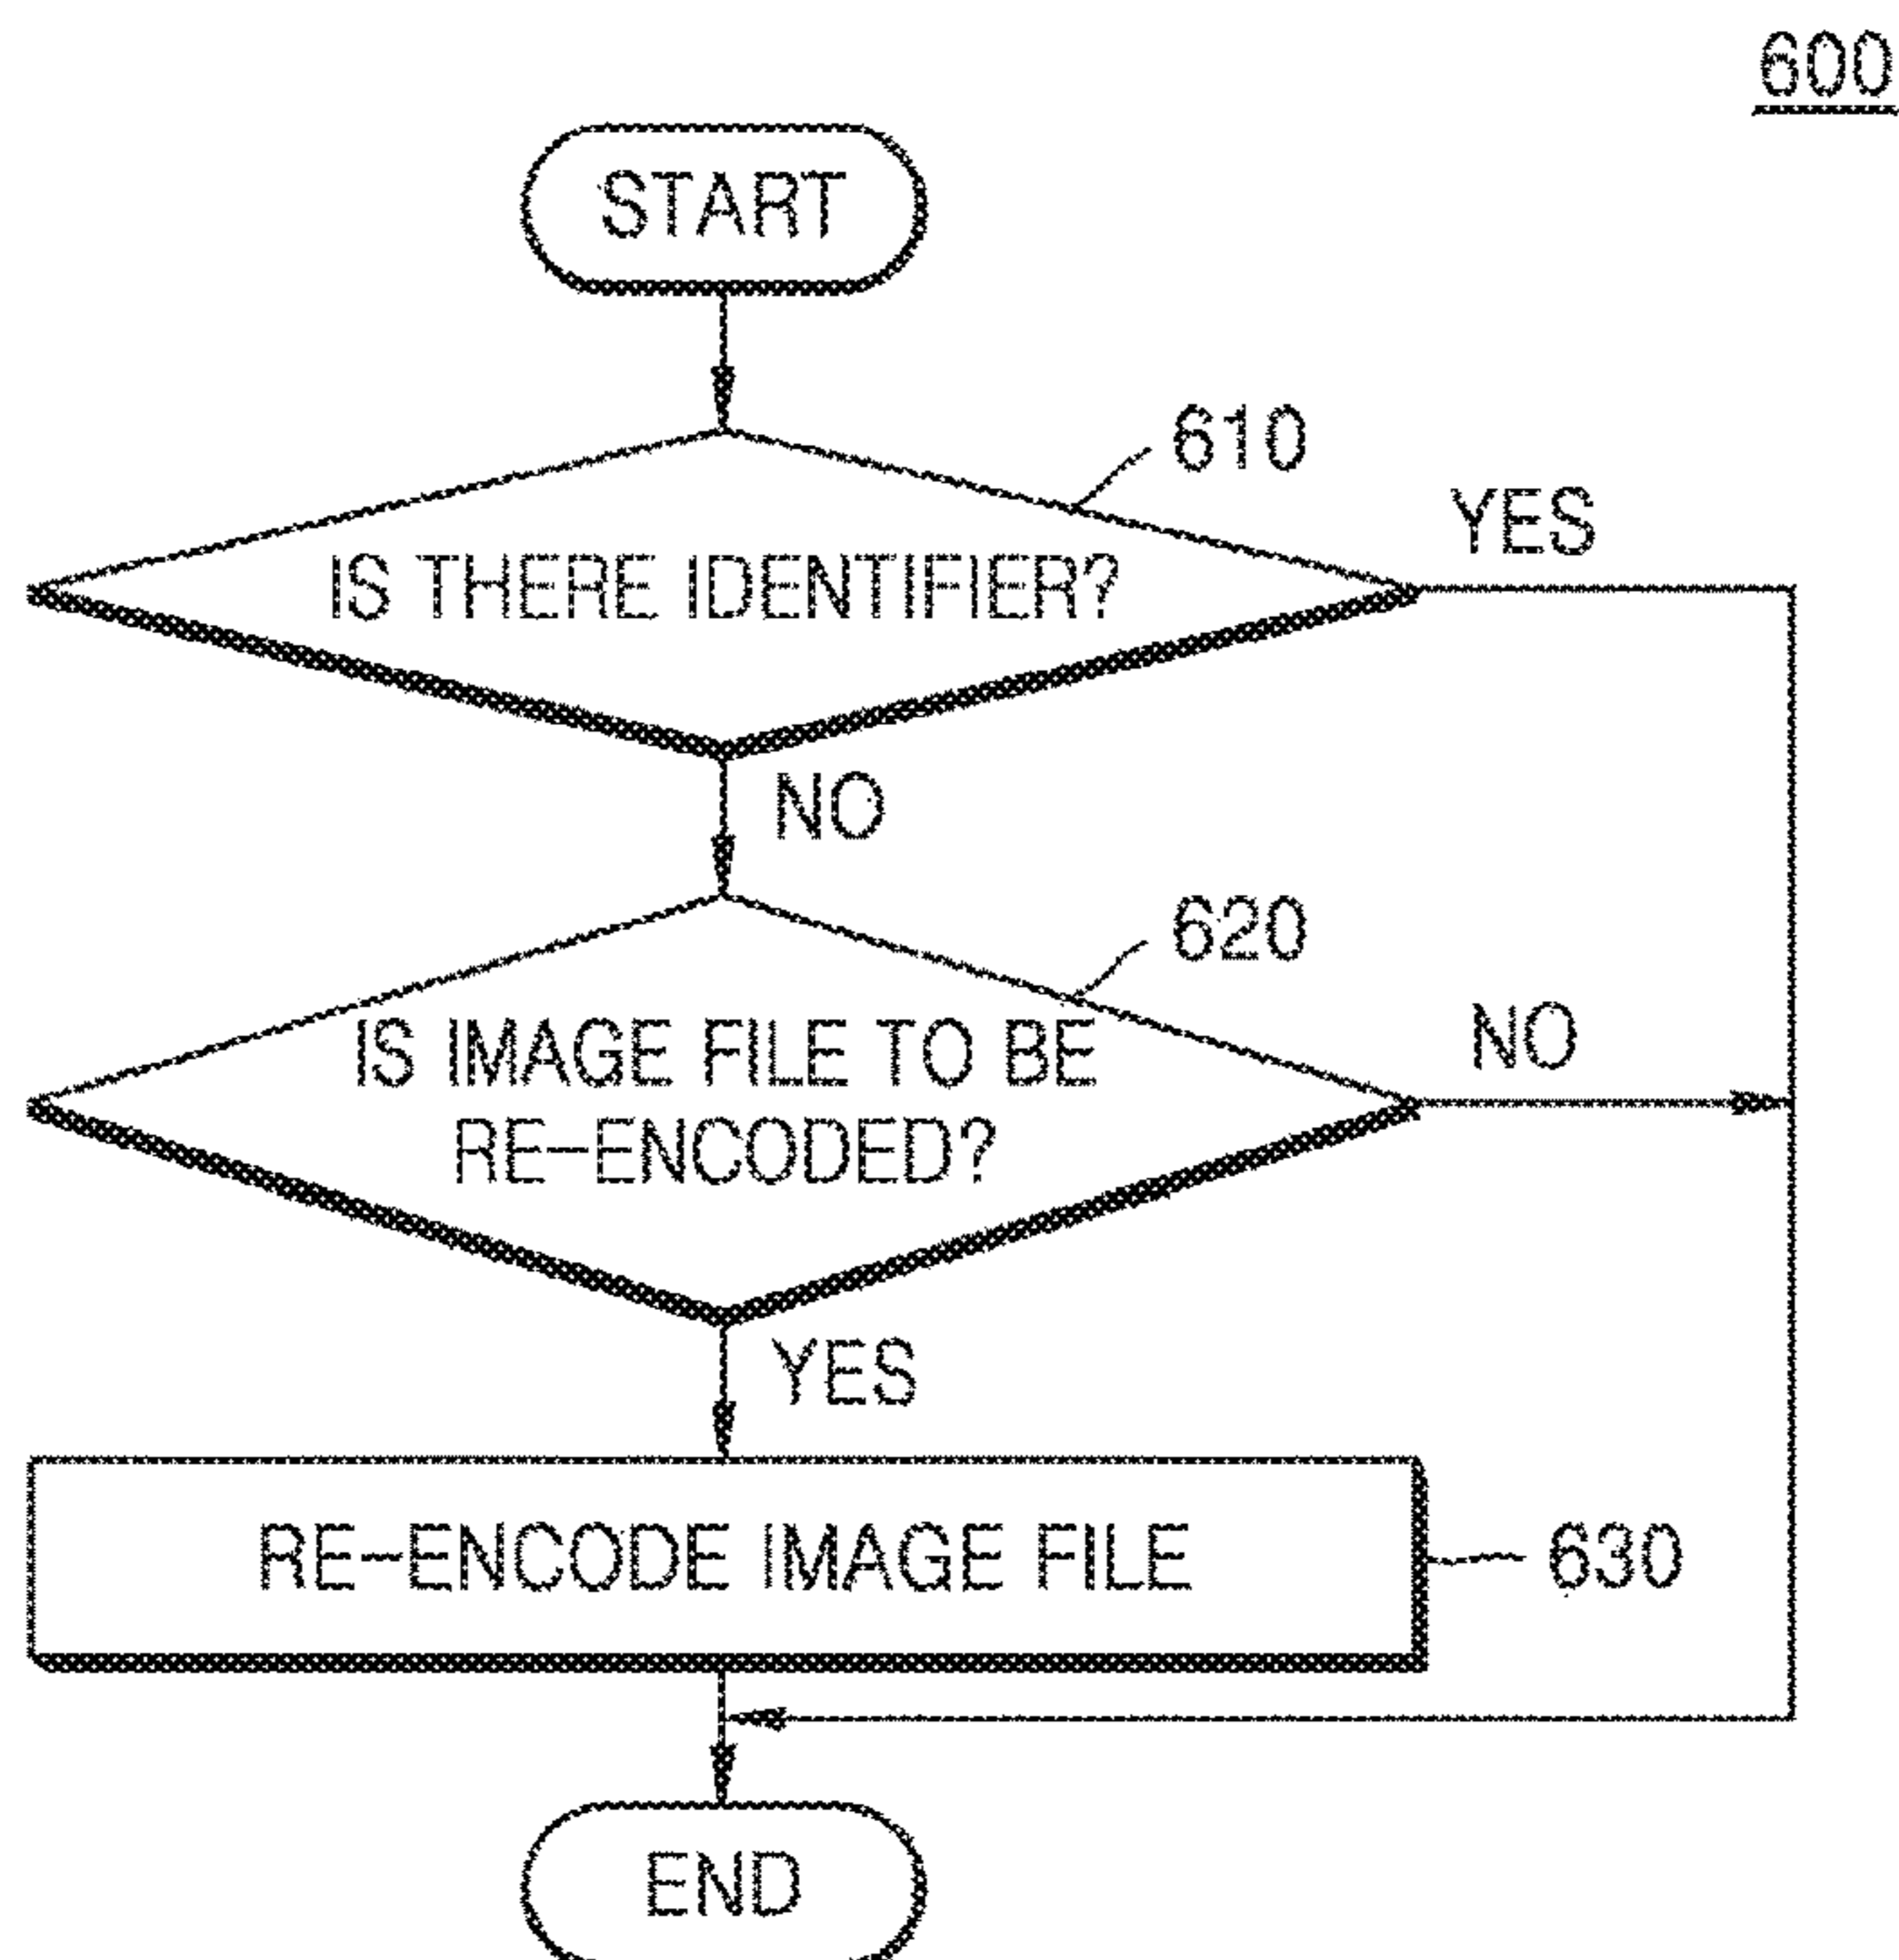 600
START
610
YES
IS THERE IDENTIFIER?
NO
620
IS IMAGE FILE TO BE
RE-ENCODED?
NO
YES
RE-ENCODE IMAGE FILE
630
END